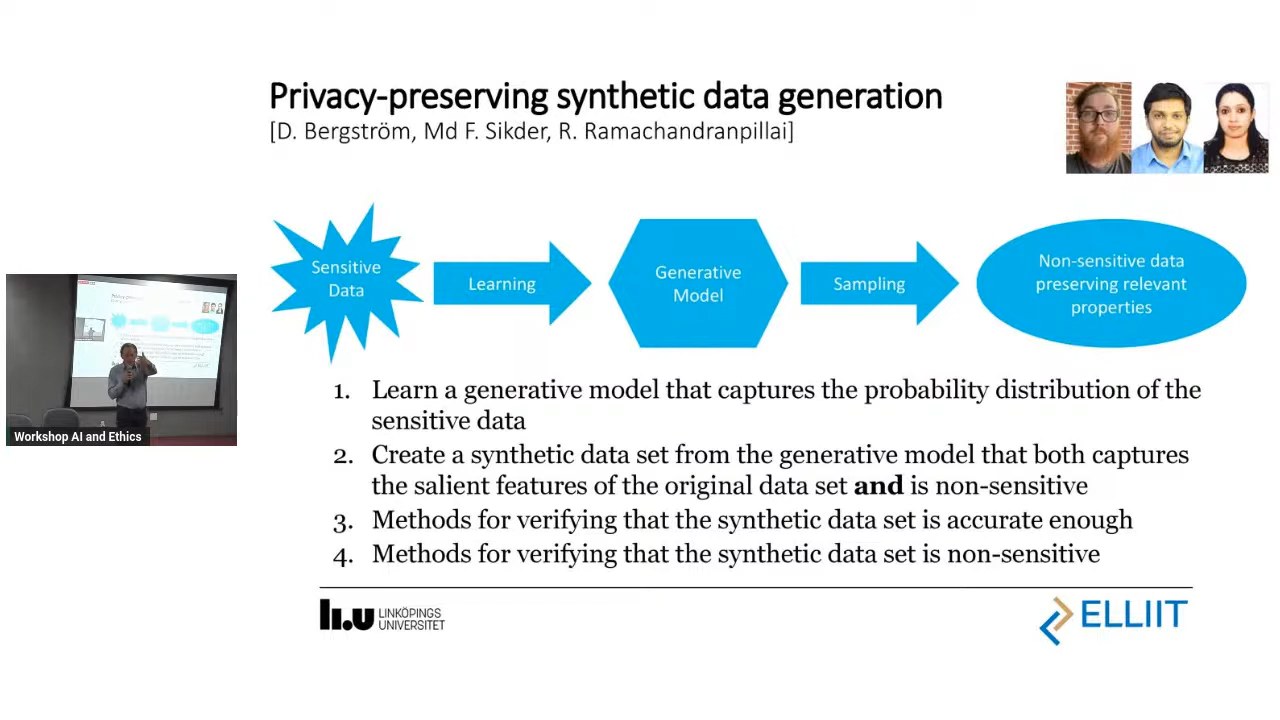 Privacy-preserving synthetic data generation
[D. Bergström, Md F. Sikder, R. Ramachandranpillai]
Sensitive
Data
Learning
Generative
Model
Sampling
Non-sensitive data
preserving relevant
properties
1. Learn a generative model that captures the probability distribution of the
sensitive data
2. Create a synthetic data set from the generative model that both captures
the salient features of the original data set and is non-sensitive
3. Methods for verifying that the synthetic data set is accurate enough
4. Methods for verifying that the synthetic data set is non-sensitive
Workshop AI and Ethics
li.u LINKÖPINGS
UNIVERSITET
ELLIIT